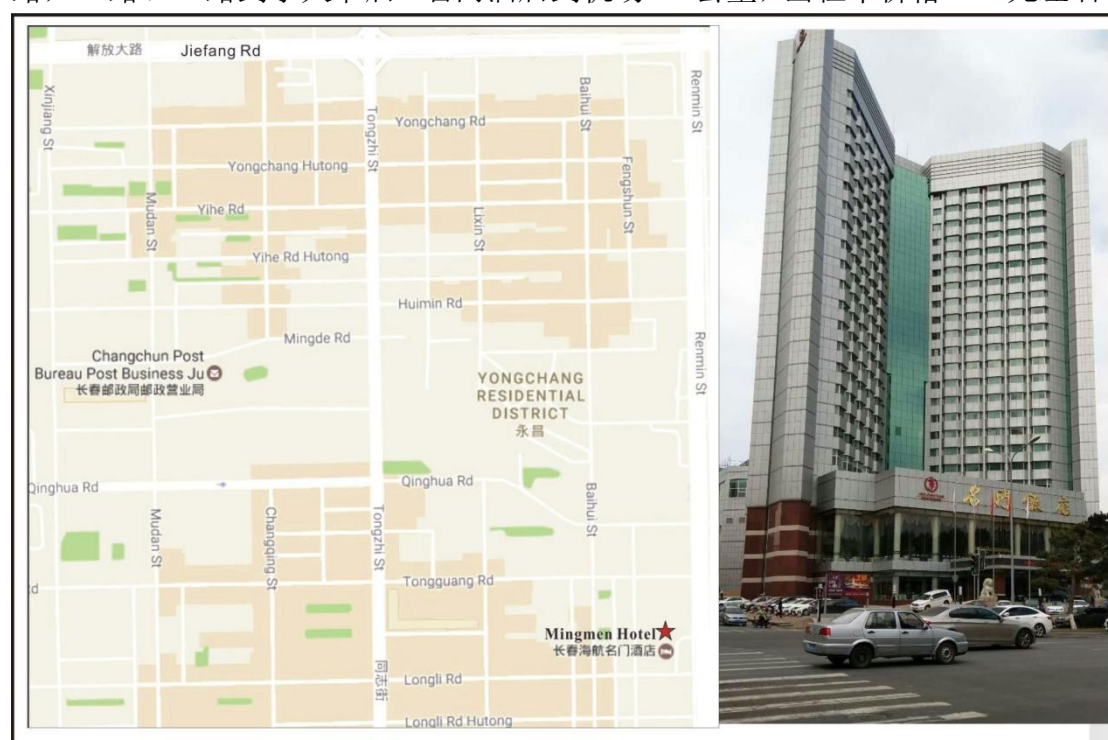 解放大路 Jiefang Rd
Xinjiang St
Renmin St
Baihui St
Tongzhi St
Yongchang Rd
Yongchang Hutong
Fengshun St
Mudan St
Yihe Rd
Lixin St
Yihe Rd Hutong
Huimin Rd
Mingde Rd
Renmin St
Changchun Post
Bureau Post Business Ju
长春邮政局邮政营业局
YONGCHANG
RESIDENTIAL
DISTRICT
永昌
Qinghua Rd
Qinghua Rd
Baihui St
Mudan St
Changqing St
Tongzhi St
Tongguang Rd
Mingmen Hotel
长春海航名门酒店
同志街
Longli Rd
Longli Rd Hutong
名门饭店